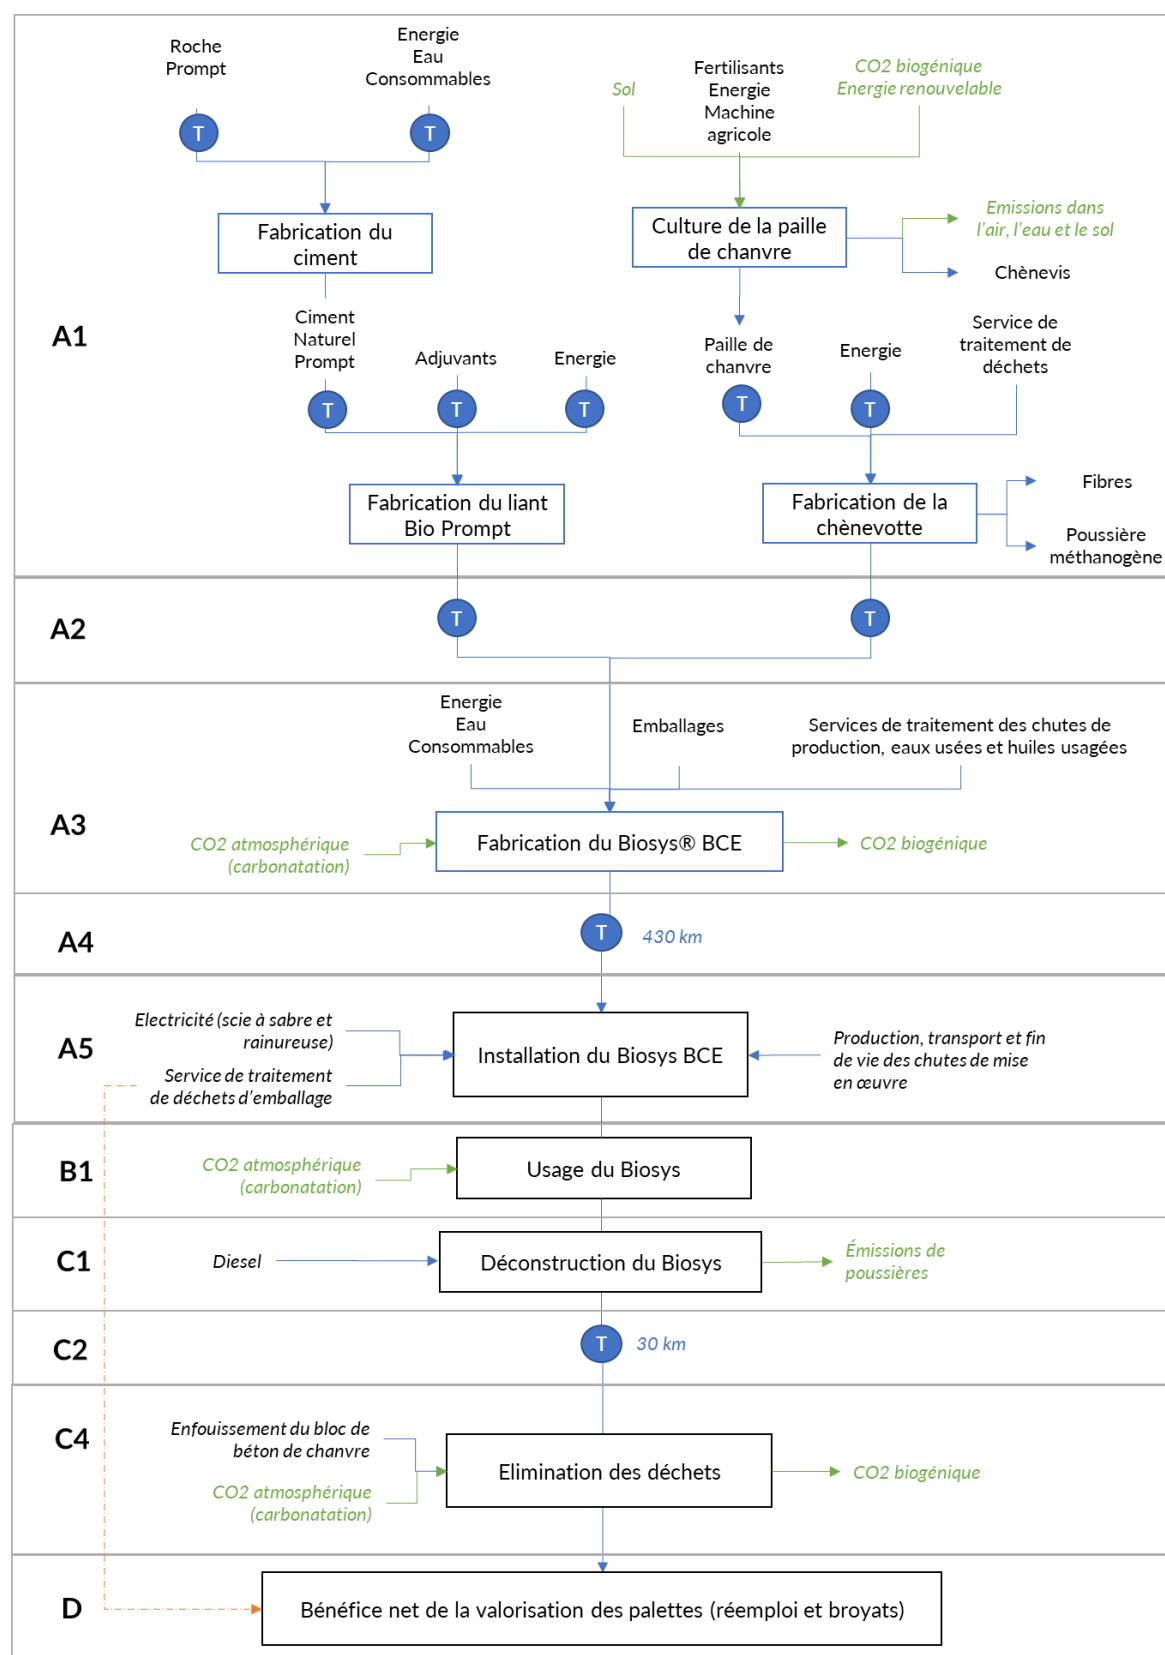 Roche
Prompt
Energie
Eau
Consommables
Sol
Fertilisants
Energie
Machine
agricole
CO2 biogénique
Energie renouvelable
T
T
Fabrication du
ciment
Culture de la paille
de chanvre
Emissions dans
l'air, l'eau et le sol
Chènevis
A1
Ciment
Naturel
Prompt
Adjuvants
Energie
Paille de
chanvre
Energie
Service de
traitement de
déchets
T
T
T
T
T
Fabrication du liant
Bio Prompt
Fabrication de la
chènevotte
Fibres
Poussière
méthanogène
A2
T
T
A3
Energie
Eau
Consommables
Emballages
Services de traitement des chutes de
production, eaux usées et huiles usagées
CO2 atmosphérique
(carbonatation)
Fabrication du Biosys® BCE
CO2 biogénique
A4
T
430 km
A5
Electricité (scie à sabre et
rainureuse)
Service de traitement
de déchets d'emballage
Installation du Biosys BCE
Production, transport et fin
de vie des chutes de mise
en œuvre
B1
CO2 atmosphérique
(carbonatation)
Usage du Biosys
C1
Diesel
Déconstruction du Biosys
Émissions de
poussières
C2
T
30 km
C4
Enfouissement du bloc de
béton de chanvre
CO2 atmosphérique
(carbonatation)
Elimination des déchets
CO2 biogénique
D
Bénéfice net de la valorisation des palettes (réemploi et broyats)